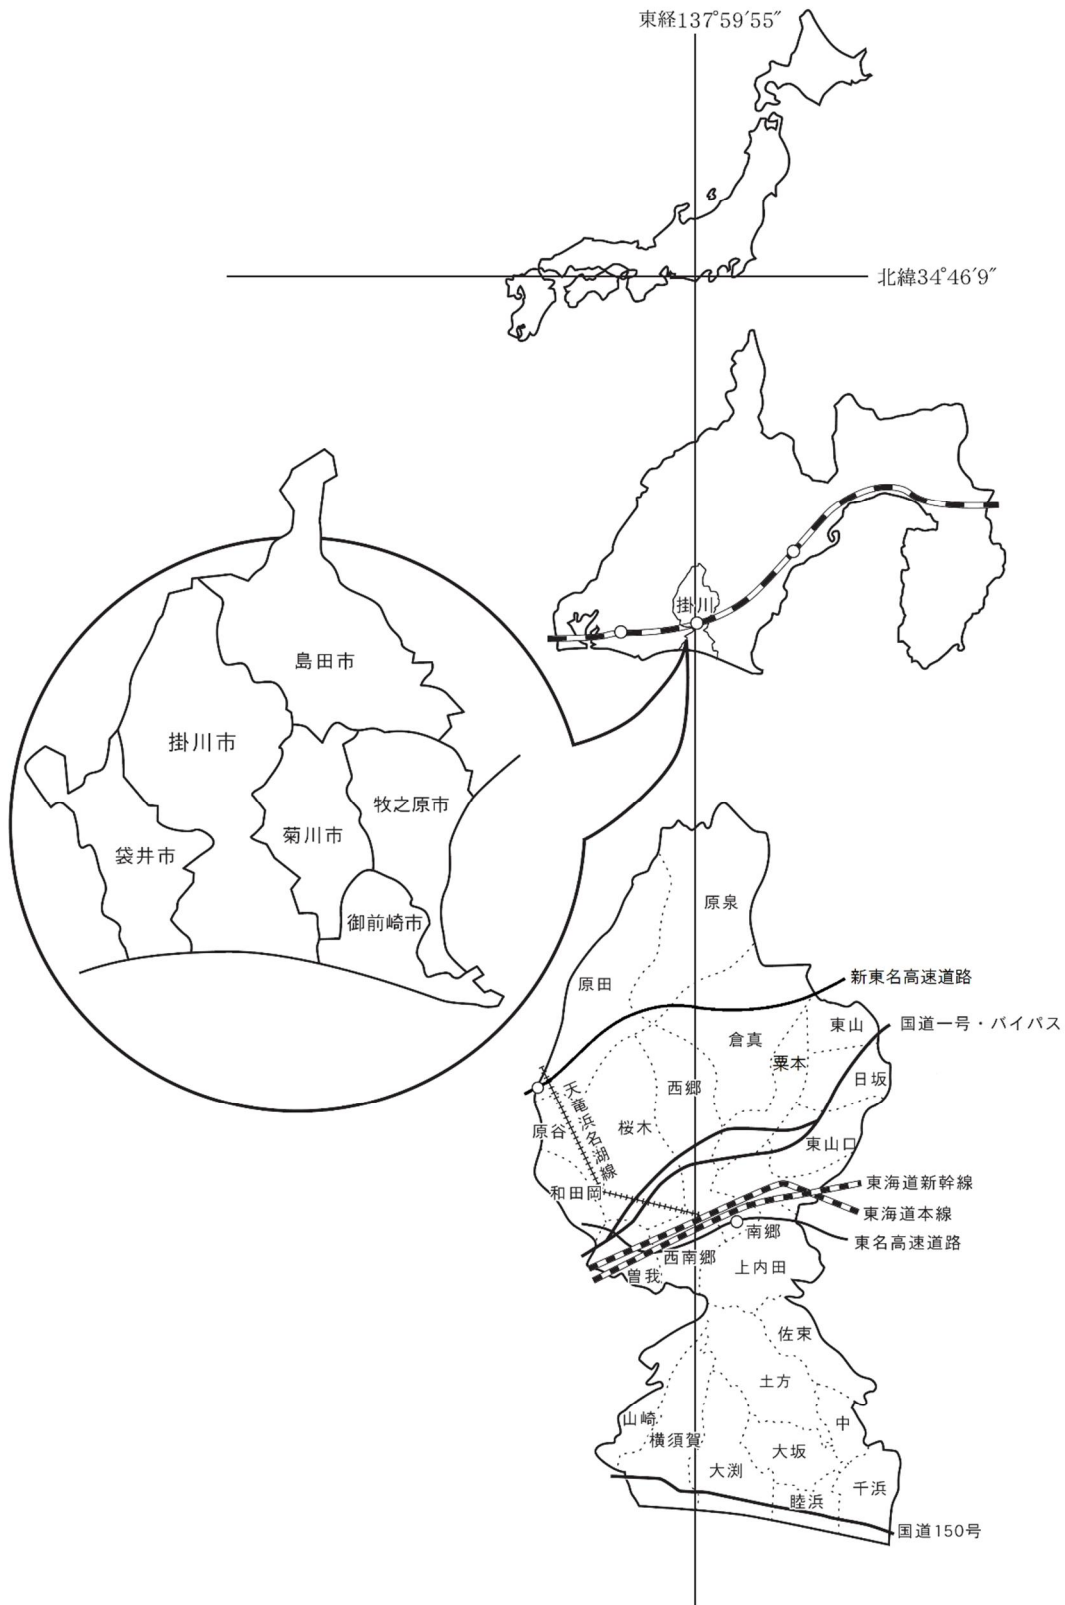 東経137°59′55″
北緯34°46′9″
掛川
島田市
掛川市
牧之原市
菊川市
袋井市
御前崎市
原泉
原田
新東名高速道路
国道一号・バイパス
東山
倉真
粟本
日坂
西郷
天竜浜名湖線
桜木
原谷
東山口
東海道新幹線
和田岡
東海道本線
南郷
東名高速道路
西南郷
上内田
曽我
佐束
土方
山崎
中
横須賀
大坂
大渕
千浜
睦浜
国道150号